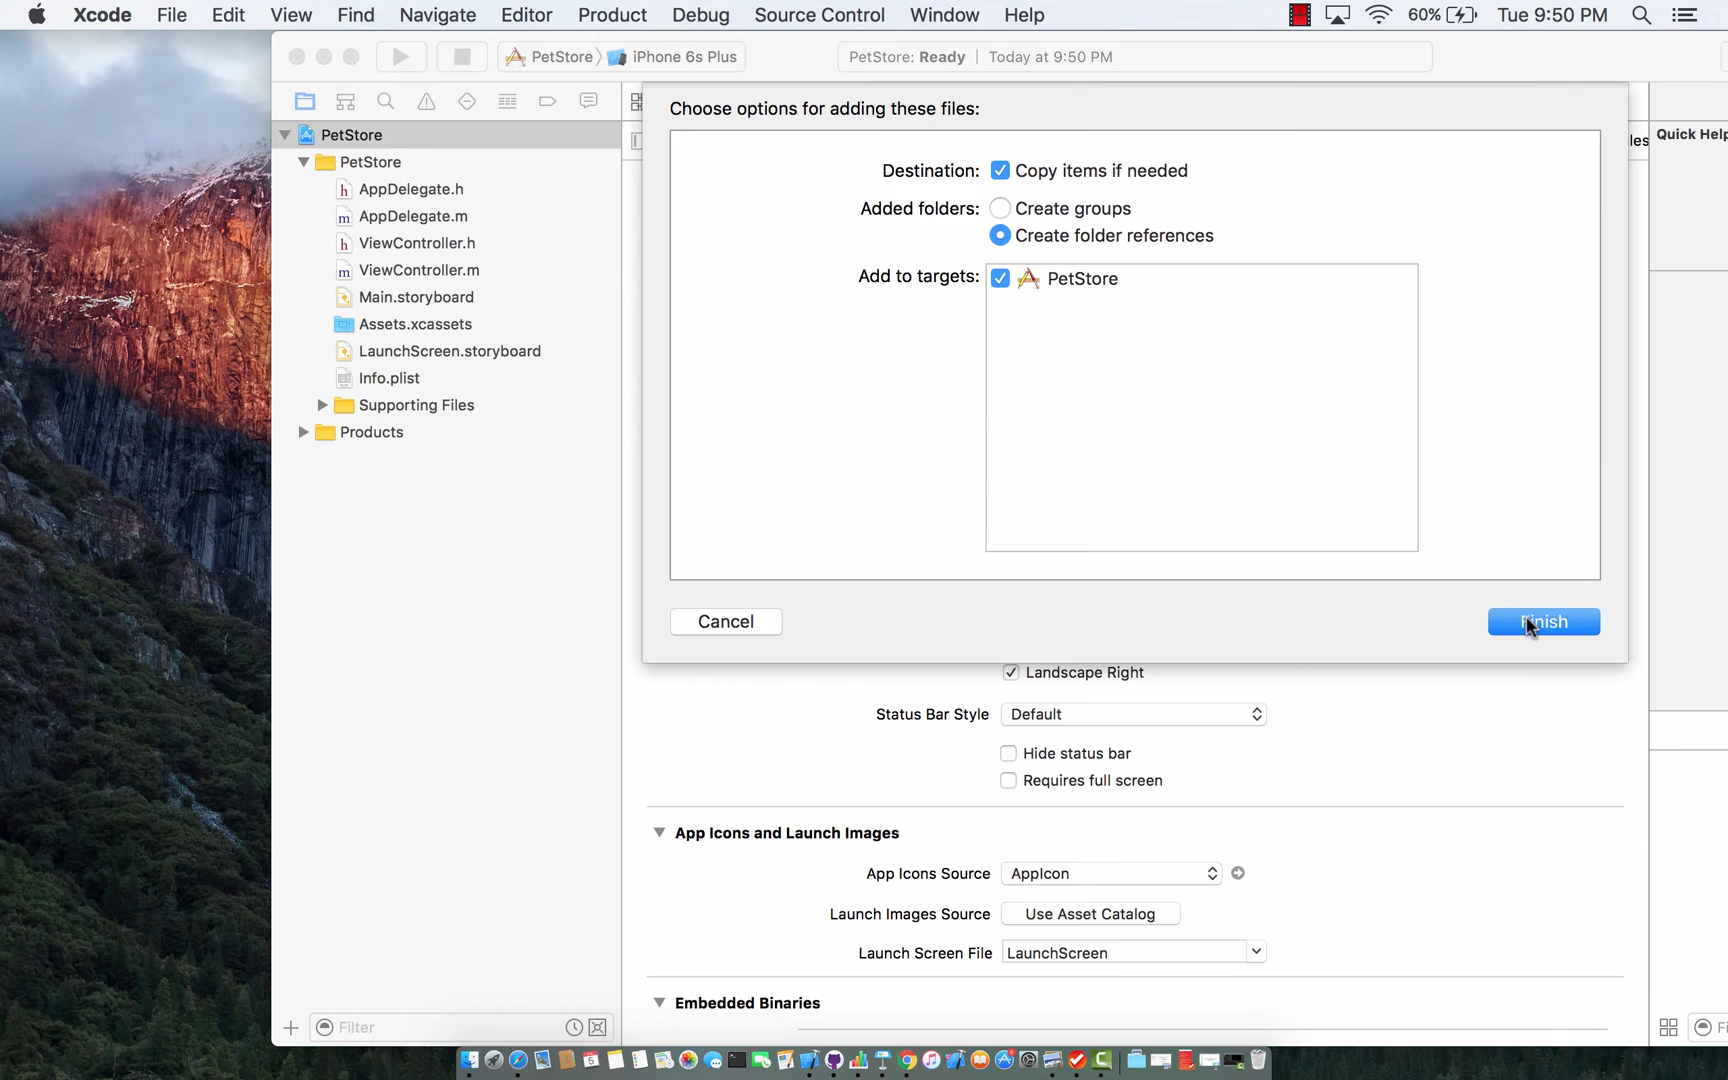 Xcode File Edit View Find Navigate Editor Product Debug Source Control Window Help 60% Tue 9:50 PM
PetStore iPhone 6s Plus PetStore: Ready Today at 9:50 PM
Choose options for adding these files:
PetStore
PetStore
h AppDelegate.h
m AppDelegate.m
h ViewController.h
m ViewController.m
Main.storyboard
Assets.xcassets
LaunchScreen.storyboard
Info.plist
Supporting Files
Products
Filter
Destination: Copy items if needed
Added folders: Create groups
Create folder references
Add to targets: PetStore
Cancel Finish
Landscape Right
Status Bar Style Default
Hide status bar
Requires full screen
App Icons and Launch Images
App Icons Source AppIcon
Launch Images Source Use Asset Catalog
Launch Screen File LaunchScreen
Embedded Binaries
les Quick Help
Fi
5